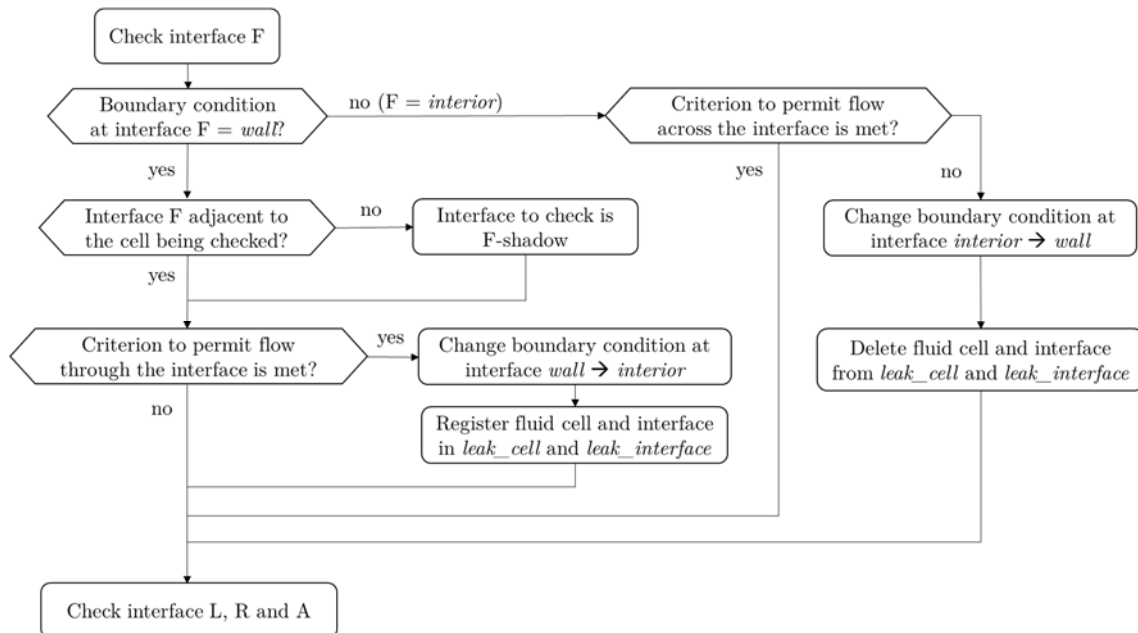 Check interface F
Boundary condition
at interface F = wall?
no (F = interior)
Criterion to permit flow
across the interface is met?
yes
yes
no
Interface F adjacent to
the cell being checked?
no
Interface to check is
F-shadow
Change boundary condition at
interface interior → wall
yes
Criterion to permit flow
through the interface is met?
yes
Change boundary condition at
interface wall → interior
Delete fluid cell and interface
from leak_cell and leak_interface
no
Register fluid cell and interface
in leak_cell and leak_interface
Check interface L, R and A